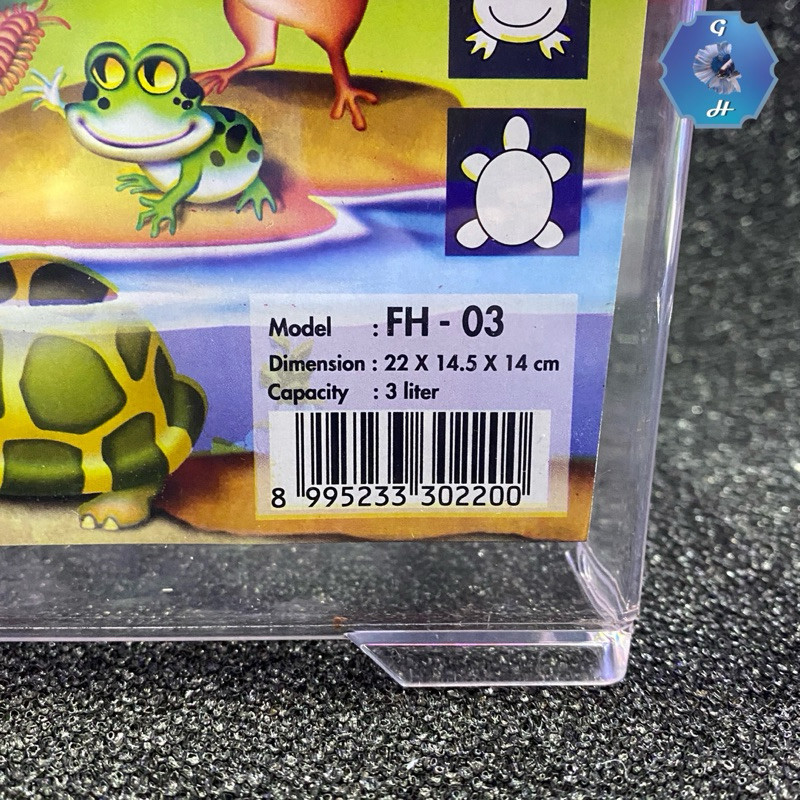 G
H
Model : FH - 03
Dimension : 22 X 14.5 X 14 cm
Capacity : 3 liter
8 995233 302200